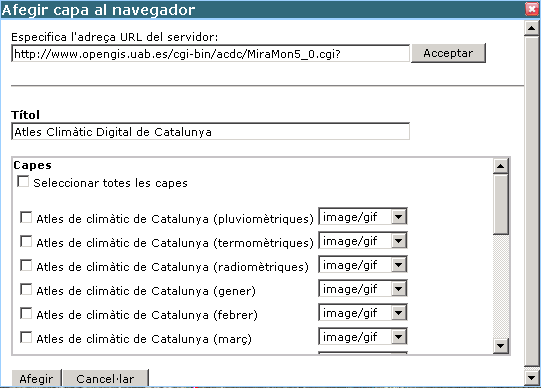 Afegir capa al navegador
Especifica l'adreça URL del servidor:
http://www.opengis.uab.es/cgi-bin/acdc/MiraMon5_0.cgi?
Acceptar
Títol
Atles Climàtic Digital de Catalunya
Capes
Seleccionar totes les capes
Atles de climàtic de Catalunya (pluviomètriques) image/gif
Atles de climàtic de Catalunya (termomètriques) image/gif
Atles de climàtic de Catalunya (radiomètriques) image/gif
Atles de climàtic de Catalunya (gener) image/gif
Atles de climàtic de Catalunya (febrer) image/gif
Atles de climàtic de Catalunya (març) image/gif
Afegir Cancel·lar